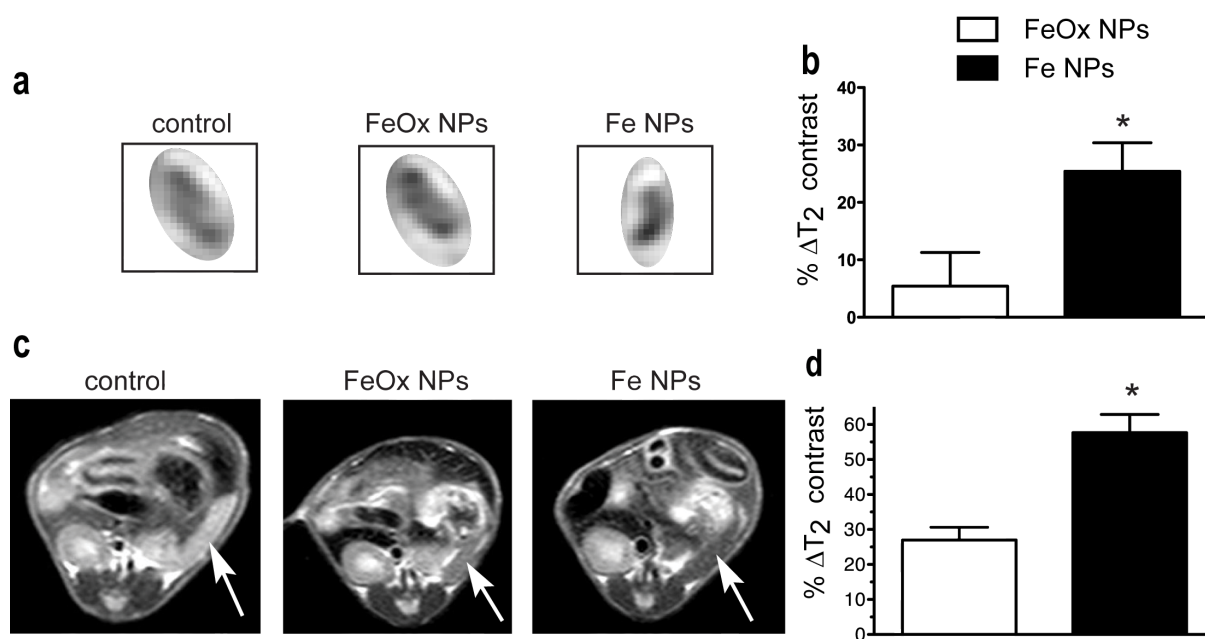 FeOx NPs
Fe NPs
a
control
FeOx NPs
Fe NPs
b
% ΔT2 contrast
40
30
20
10
0
*
c
control
FeOx NPs
Fe NPs
d
% ΔT2 contrast
60
50
40
30
20
10
0
*